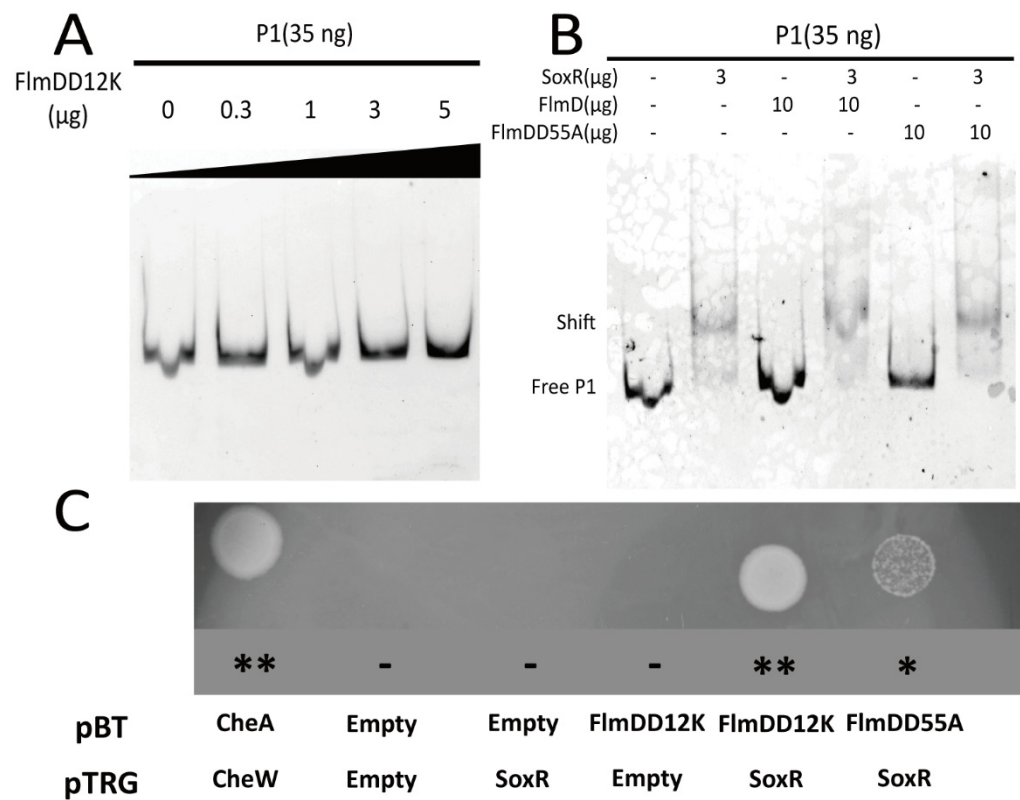 A
P1(35 ng)
FlmDD12K
(μg)
0 0.3 1 3 5
B
P1(35 ng)
SoxR(μg) - 3 - 3 - 3
FlmD(μg) - - 10 10 - -
FlmDD55A(μg) - - - - 10 10
Shift
Free P1
C
** - - - ** *
pBT CheA Empty Empty FlmDD12K FlmDD12K FlmDD55A
pTRG CheW Empty SoxR Empty SoxR SoxR